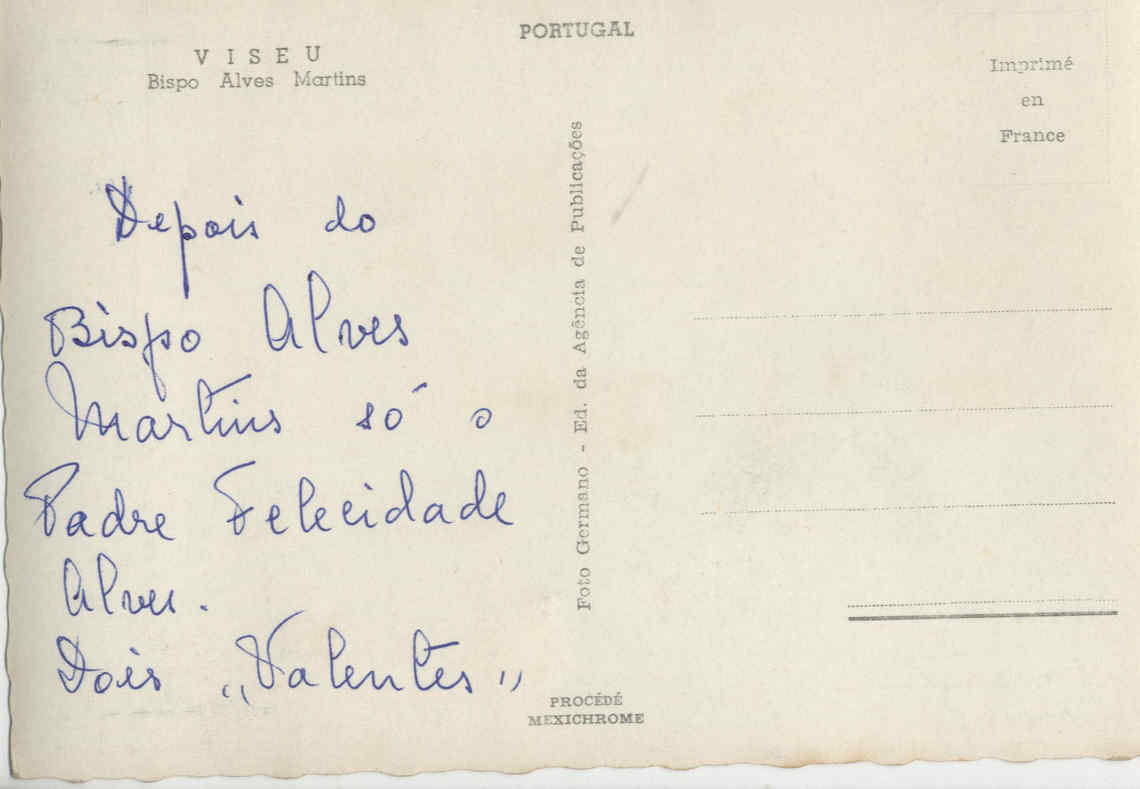 PORTUGAL
VISEU
Bispo Alves Martins
Imprimé
en
France
Depois do
Bispo Alves
Martins só o
Padre Felecidade
Alves.
Dois „Valentes"
Foto Germano - Ed. da Agência de Publicações
PROCÉDÉ
MEXICHROME